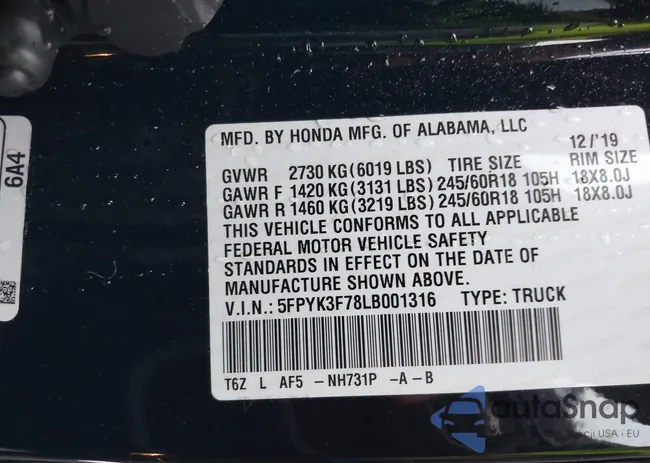 6A4
MFD. BY HONDA MFG. OF ALABAMA, LLC
12/'19
GVWR 2730 KG(6019 LBS) TIRE SIZE RIM SIZE
GAWR F 1420 KG(3131 LBS) 245/60R18 105H 18X8.0J
GAWR R 1460 KG(3219 LBS) 245/60R18 105H 18X8.0J
THIS VEHICLE CONFORMS TO ALL APPLICABLE
FEDERAL MOTOR VEHICLE SAFETY
STANDARDS IN EFFECT ON THE DATE OF
MANUFACTURE SHOWN ABOVE.
V.I.N.: 5FPYK3F78LB001316 TYPE: TRUCK
T6Z L AF5 -NH731P -A-B
autoSnap
USA - EU